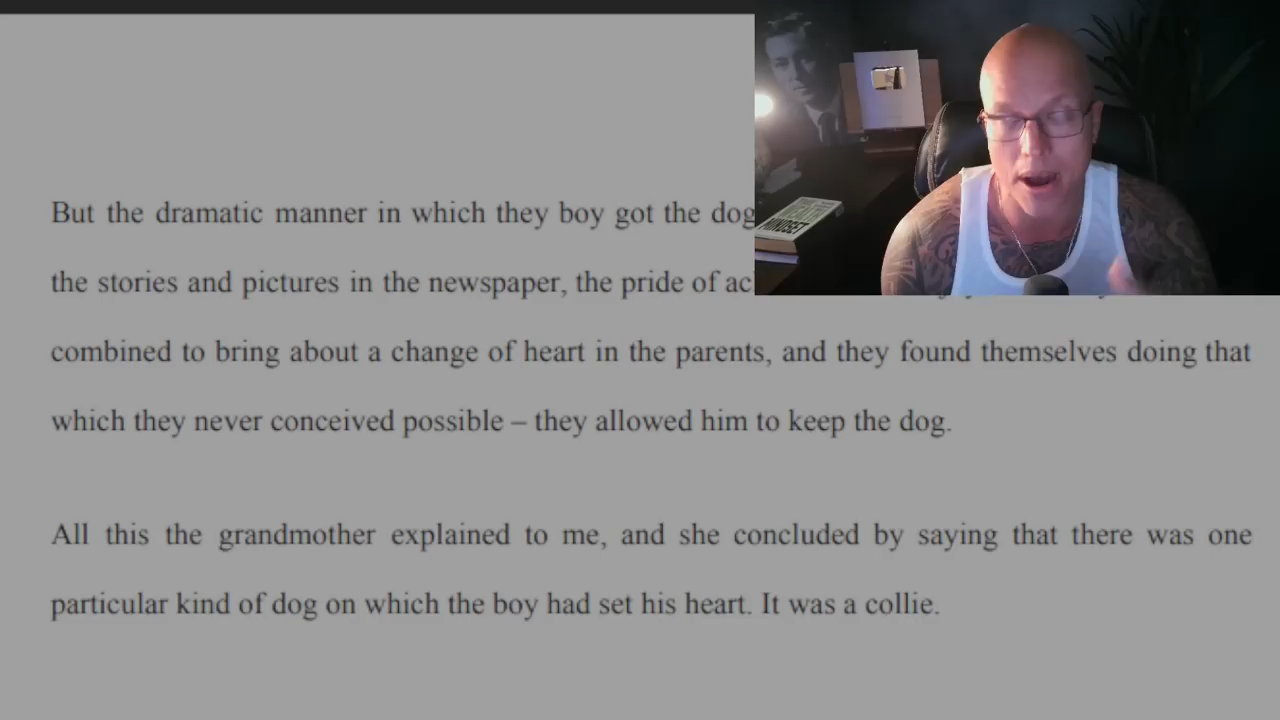 But the dramatic manner in which they boy got the dog
the stories and pictures in the newspaper, the pride of
combined to bring about a change of heart in the parents, and they found themselves doing that
which they never conceived possible – they allowed him to keep the dog.
All this the grandmother explained to me, and she concluded by saying that there was one
particular kind of dog on which the boy had set his heart. It was a collie.
MINDSET